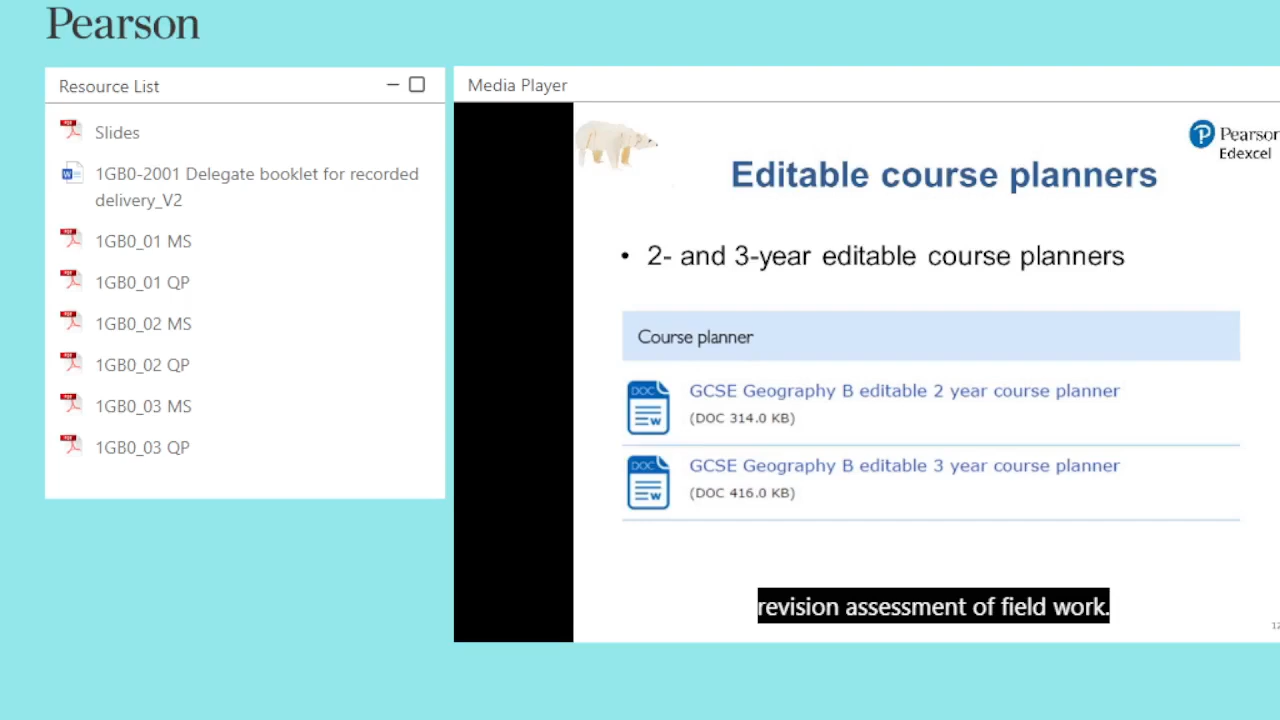 Pearson
Resource List
Slides
1GB0-2001 Delegate booklet for recorded
delivery_V2
1GB0_01 MS
1GB0_01 QP
1GB0_02 MS
1GB0_02 QP
1GB0_03 MS
1GB0_03 QP
Media Player
Pearson
Edexcel
Editable course planners
• 2- and 3-year editable course planners
Course planner
GCSE Geography B editable 2 year course planner
(DOC 314.0 KB)
GCSE Geography B editable 3 year course planner
(DOC 416.0 KB)
revision assessment of field work.
12